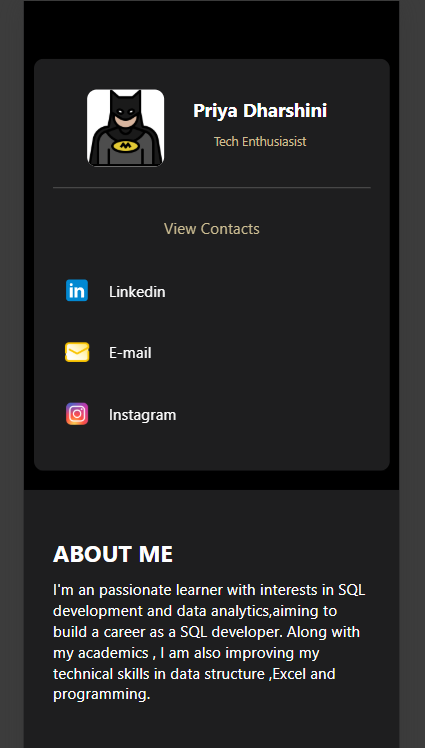 Priya Dharshini
Tech Enthusiasist
View Contacts
in
Linkedin
E-mail
Instagram
ABOUT ME
I'm an passionate learner with interests in SQL
development and data analytics,aiming to
build a career as a SQL developer. Along with
my academics , I am also improving my
technical skills in data structure ,Excel and
programming.